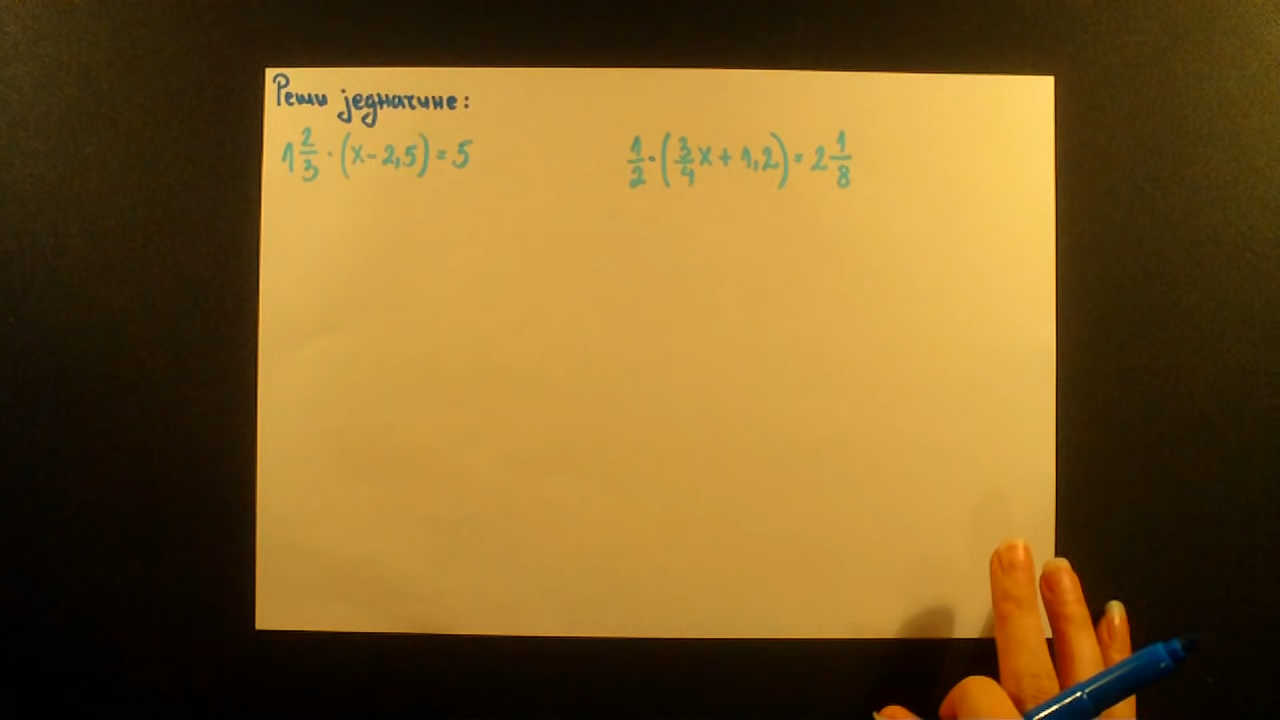 Реши једначине:
1 2/3 · (x - 2,5) = 5
1/2 · (3/4 x + 1,2) = 2 1/8